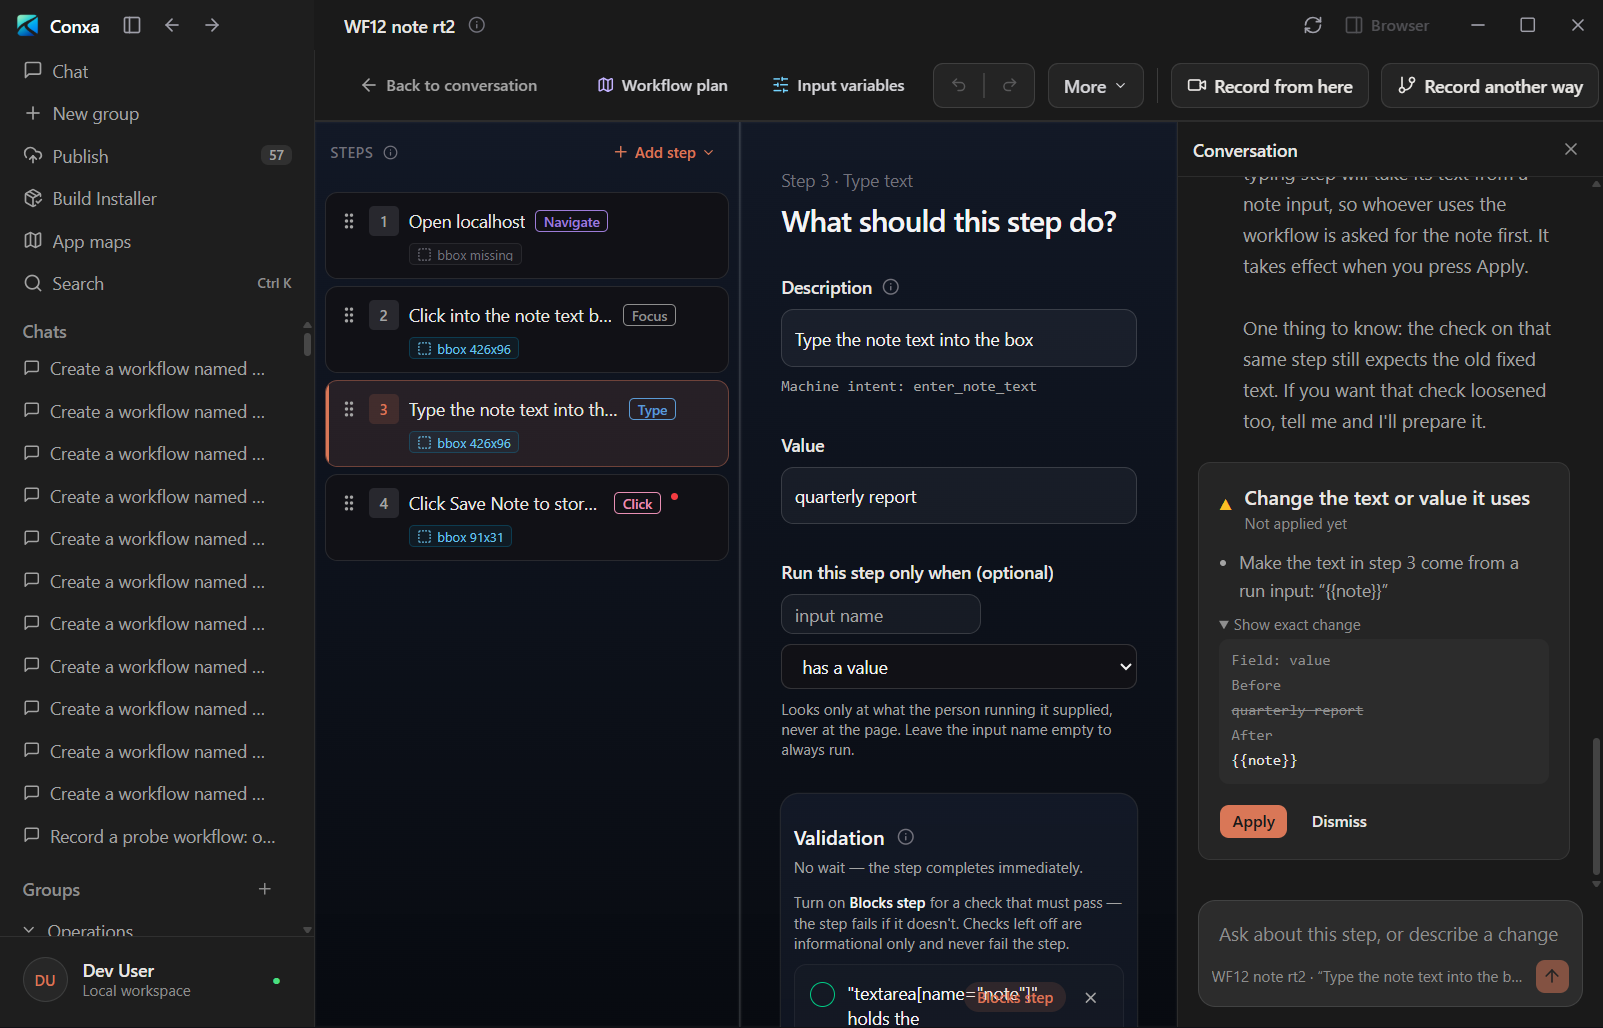 Conxa
WF12 note rt2
Browser
Chat
New group
Publish
57
Build Installer
App maps
Search
Ctrl K
Chats
Create a workflow named ...
Create a workflow named ...
Create a workflow named ...
Create a workflow named ...
Create a workflow named ...
Create a workflow named ...
Create a workflow named ...
Create a workflow named ...
Create a workflow named ...
Create a workflow named ...
Create a workflow named ...
Record a probe workflow: o...
Groups
Operations
DU
Dev User
Local workspace
Back to conversation
Workflow plan
Input variables
More
Record from here
Record another way
STEPS
Add step
1
Open localhost
Navigate
bbox missing
2
Click into the note text b...
Focus
bbox 426x96
3
Type the note text into th...
Type
bbox 426x96
4
Click Save Note to stor...
Click
bbox 91x31
Step 3 · Type text
What should this step do?
Description
Type the note text into the box
Machine intent: enter_note_text
Value
quarterly report
Run this step only when (optional)
input name
has a value
Looks only at what the person running it supplied,
never at the page. Leave the input name empty to
always run.
Validation
No wait — the step completes immediately.
Turn on Blocks step for a check that must pass —
the step fails if it doesn't. Checks left off are
informational only and never fail the step.
"textarea[name="note"]"
Blocks step
holds the
Conversation
typing step will take its text from a
note input, so whoever uses the
workflow is asked for the note first. It
takes effect when you press Apply.
One thing to know: the check on that
same step still expects the old fixed
text. If you want that check loosened
too, tell me and I'll prepare it.
Change the text or value it uses
Not applied yet
• Make the text in step 3 come from a
run input: “{{note}}”
Show exact change
Field: value
Before
quarterly report
After
{{note}}
Apply
Dismiss
Ask about this step, or describe a change
WF12 note rt2 · “Type the note text into the b...